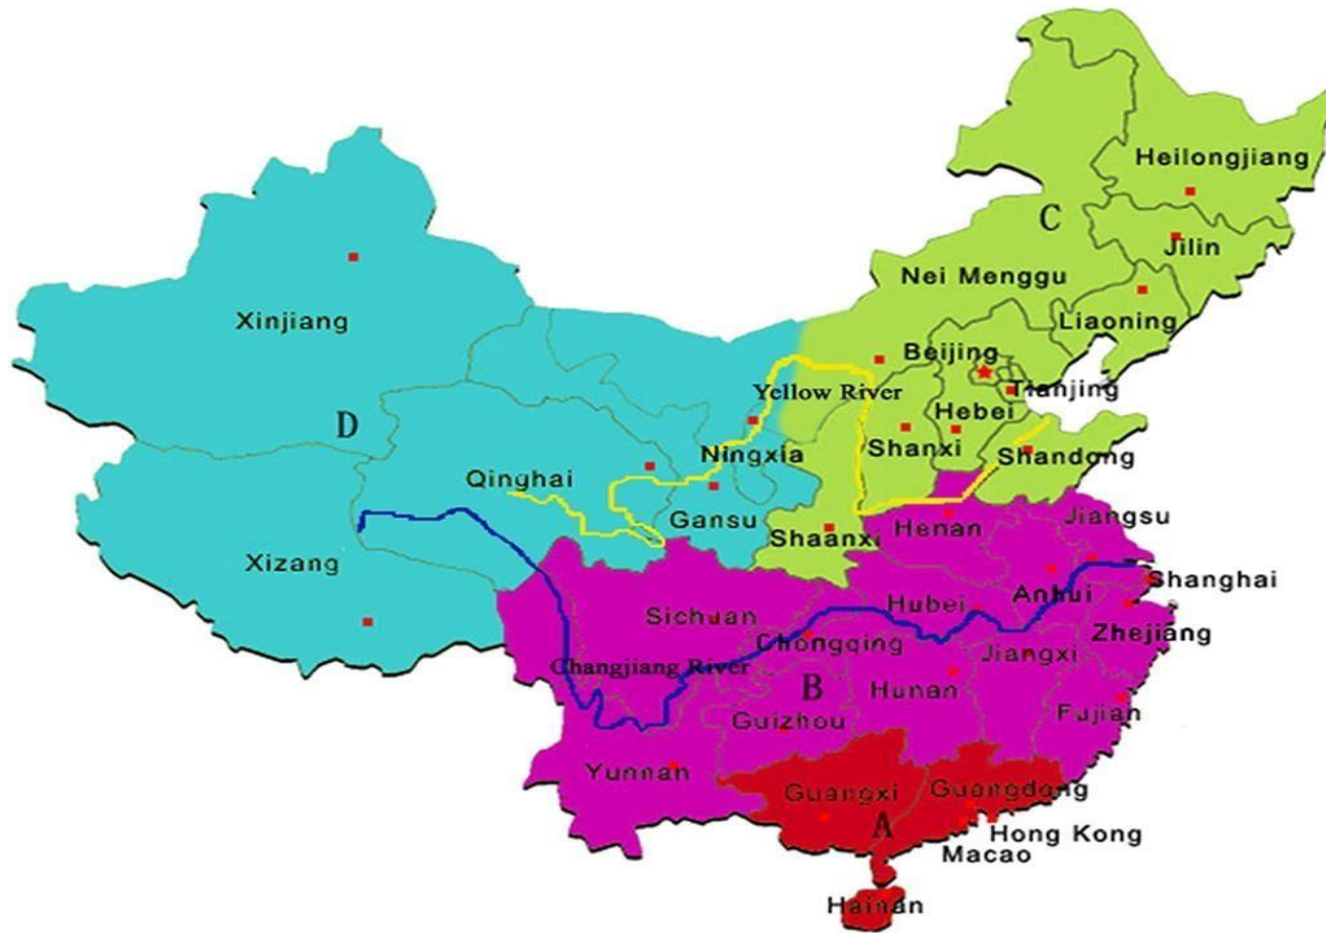 Heilongjiang
C
Jilin
Nei Menggu
Xinjiang
Liaoning
Beijing
Tianjing
Yellow River
Hebei
D
Shanxi
Ningxia
Shandong
Qinghai
Gansu
Henan
Jiangsu
Shaanxi
Xizang
Shanghai
Anhui
Hubei
Sichuan
Zhejiang
Chongqing
Jiangxi
Changjiang River
B
Hunan
Guizhou
Fujian
Yunnan
Guangxi
Guangdong
A
Hong Kong
Macao
Hainan